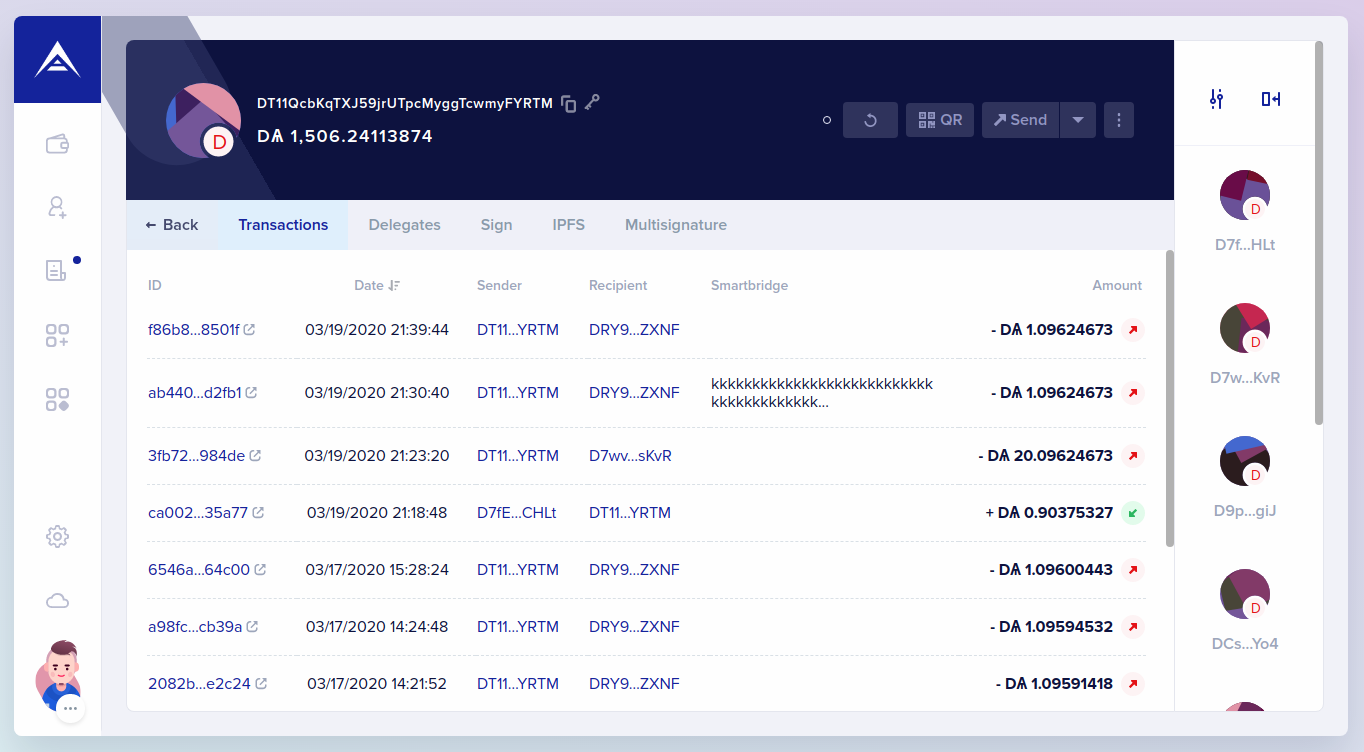 DT11QcbKqTXJ59jrUTpcMyggTcwmyFYRTM
DѦ 1,506.24113874
D
QR
Send
Back
Transactions
Delegates
Sign
IPFS
Multisignature
ID Date Sender Recipient Smartbridge Amount
f86b8...8501f 03/19/2020 21:39:44 DT11...YRTM DRY9...ZXNF - DѦ 1.09624673
ab440...d2fb1 03/19/2020 21:30:40 DT11...YRTM DRY9...ZXNF kkkkkkkkkkkkkkkkkkkkkkkkkkk - DѦ 1.09624673
kkkkkkkkkkkkk...
3fb72...984de 03/19/2020 21:23:20 DT11...YRTM D7wv...sKvR - DѦ 20.09624673
ca002...35a77 03/19/2020 21:18:48 D7fE...CHLt DT11...YRTM + DѦ 0.90375327
6546a...64c00 03/17/2020 15:28:24 DT11...YRTM DRY9...ZXNF - DѦ 1.09600443
a98fc...cb39a 03/17/2020 14:24:48 DT11...YRTM DRY9...ZXNF - DѦ 1.09594532
2082b...e2c24 03/17/2020 14:21:52 DT11...YRTM DRY9...ZXNF - DѦ 1.09591418
D
D7f...HLt
D
D7w...KvR
D
D9p...giJ
D
DCs...Yo4